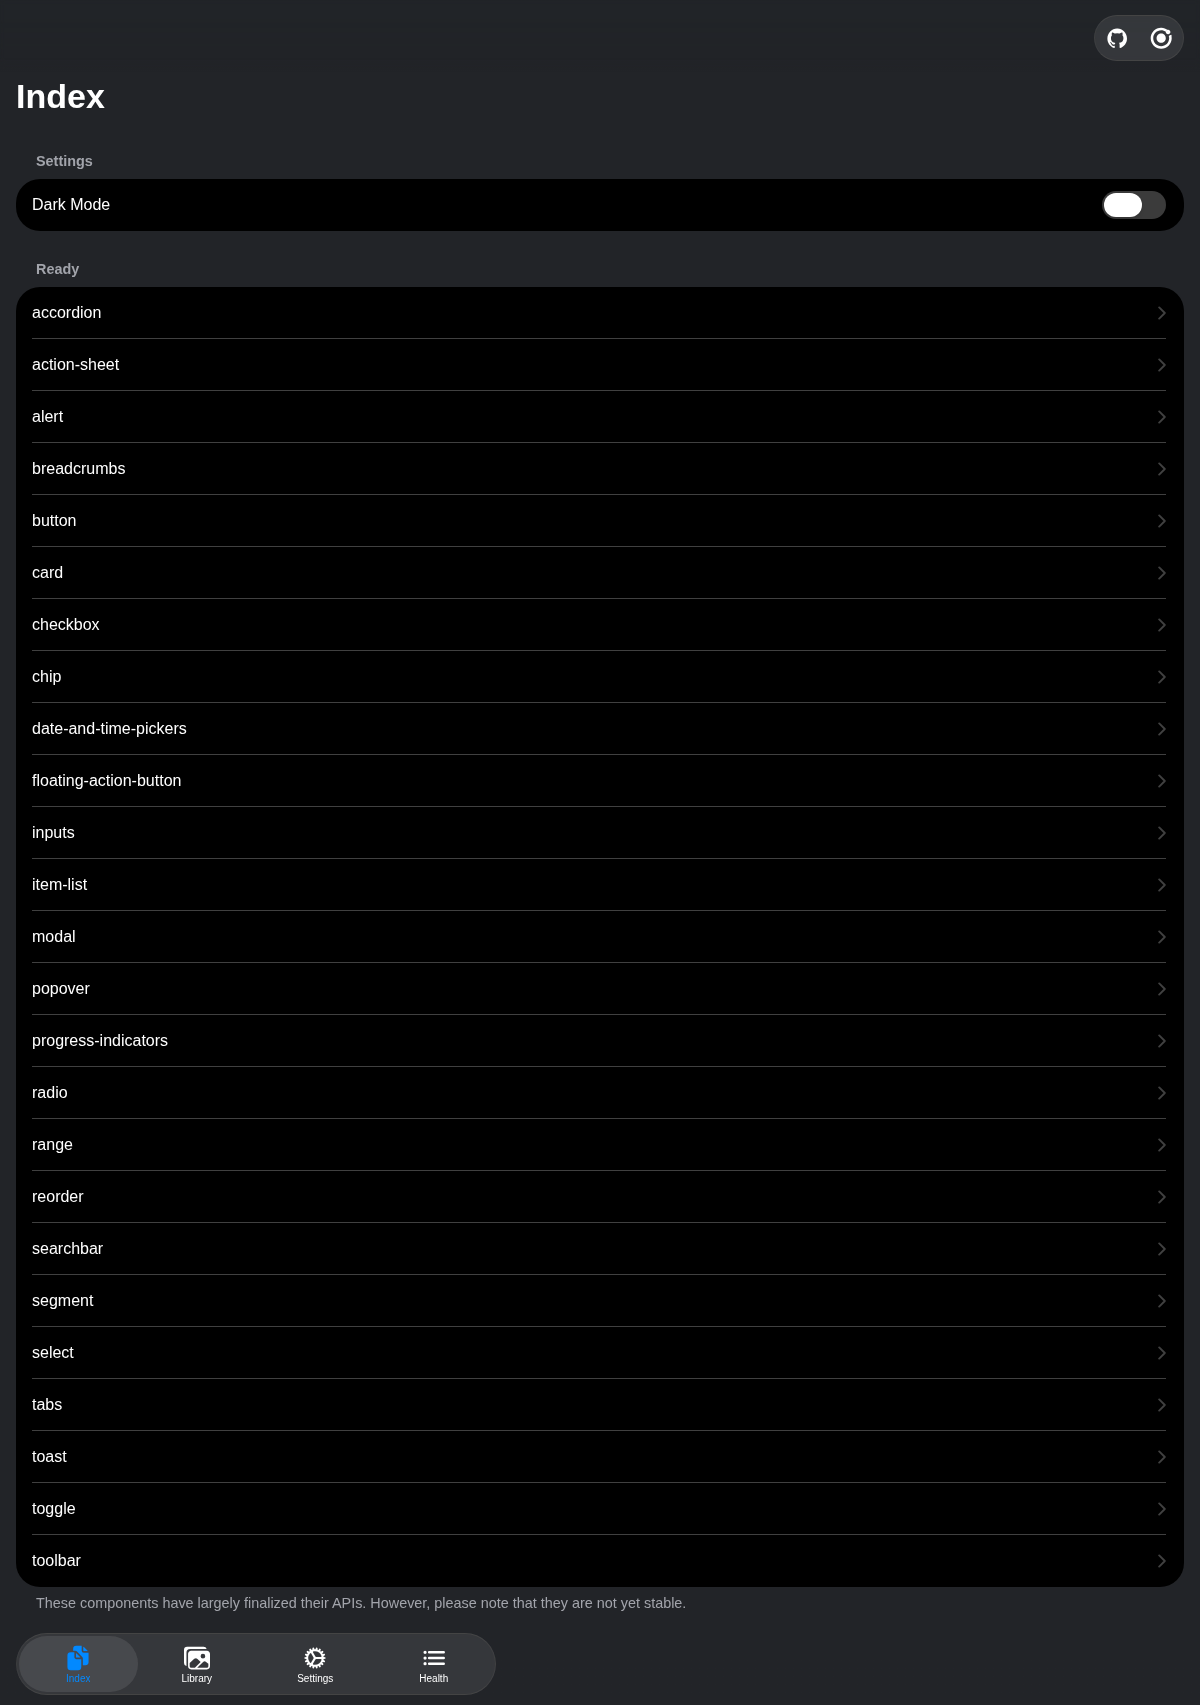 Index
Settings
Dark Mode
Ready
accordion
action-sheet
alert
breadcrumbs
button
card
checkbox
chip
date-and-time-pickers
floating-action-button
inputs
item-list
modal
popover
progress-indicators
radio
range
reorder
searchbar
segment
select
tabs
toast
toggle
toolbar
These components have largely finalized their APIs. However, please note that they are not yet stable.
Index
Library
Settings
Health